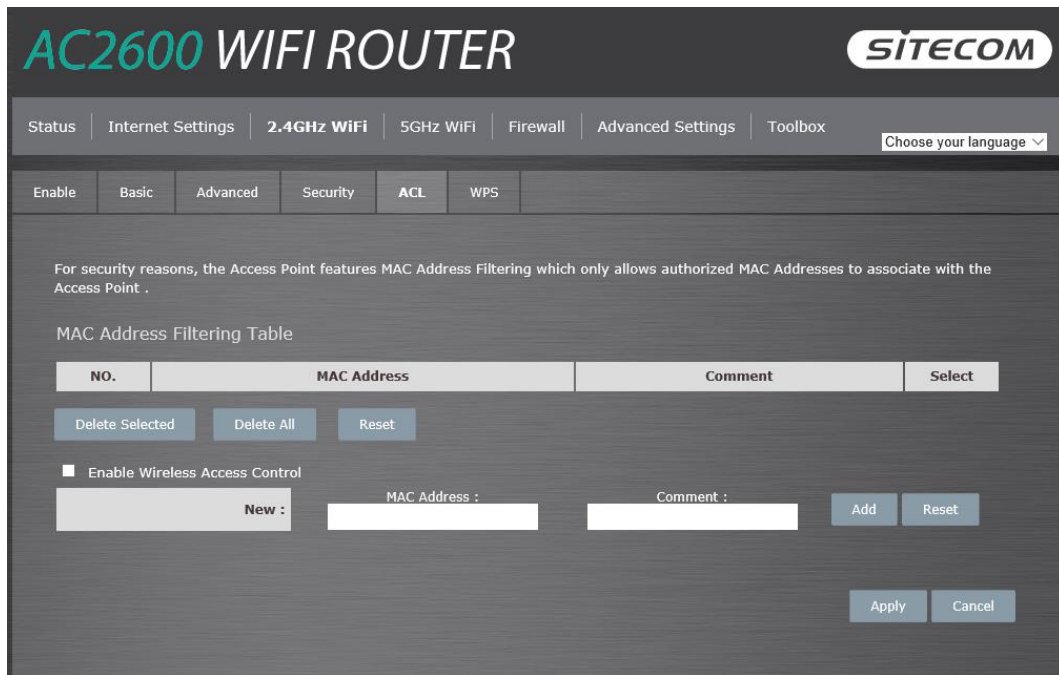 AC2600 WIFI ROUTER
SITECOM
Status Internet Settings 2.4GHz WiFi 5GHz WiFi Firewall Advanced Settings Toolbox
Choose your language
Enable Basic Advanced Security ACL WPS
For security reasons, the Access Point features MAC Address Filtering which only allows authorized MAC Addresses to associate with the
Access Point .
MAC Address Filtering Table
NO. MAC Address Comment Select
Delete Selected Delete All Reset
Enable Wireless Access Control
New : MAC Address : Comment : Add Reset
Apply Cancel